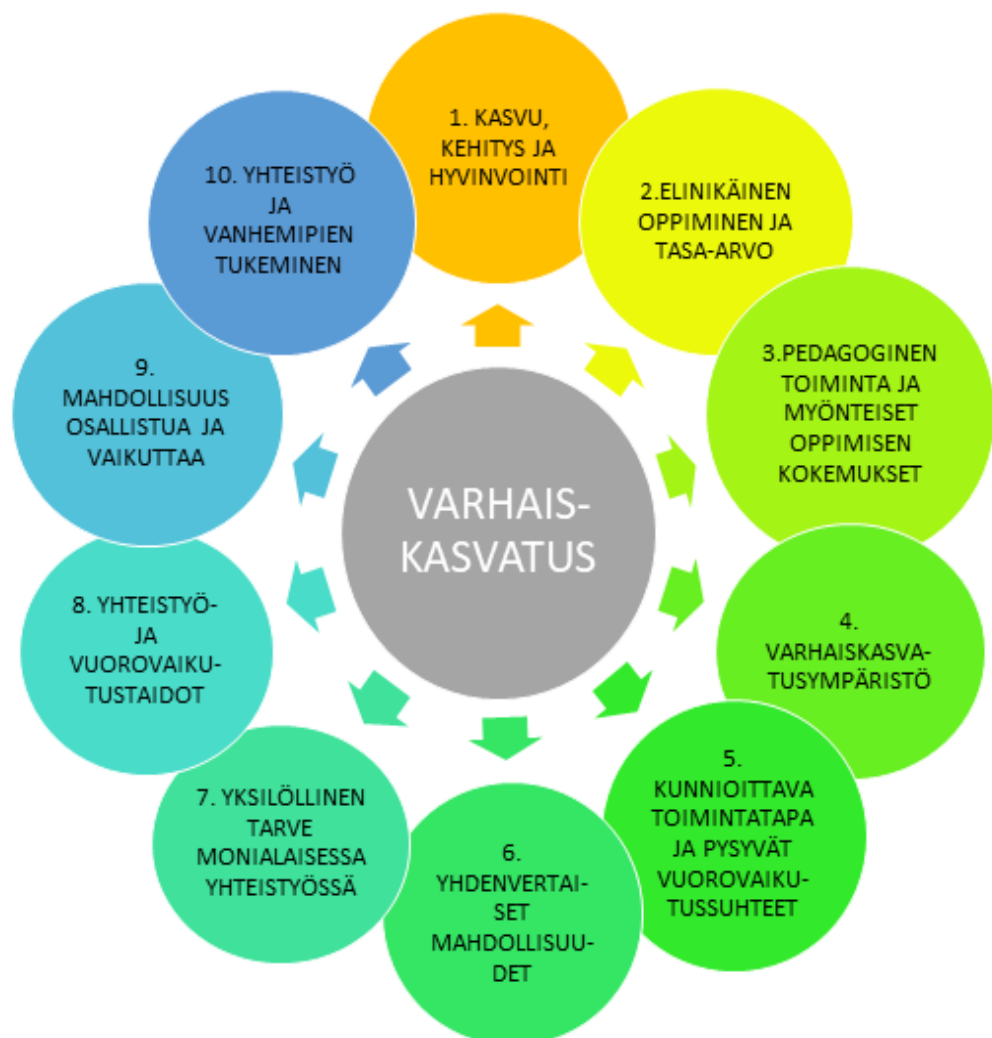 1. KASVU,
KEHITYS JA
HYVINVOINTI
2.ELINIKÄINEN
OPPIMINEN JA
TASA-ARVO
3.PEDAGOGINEN
TOIMINTA JA
MYÖNTEISET
OPPIMISEN
KOKEMUKSET
4.
VARHAISKASVA-
TUSYMPÄRISTÖ
5.
KUNNIOITTAVA
TOIMINTATAPA
JA PYSYVÄT
VUOROVAIKU-
TUSSUHTEET
6.
YHDENVERTAI-
SET
MAHDOLLISUU-
DET
7. YKSILÖLLINEN
TARVE
MONIALAISESSA
YHTEISTYÖSSÄ
8. YHTEISTYÖ-
JA
VUOROVAIKU-
TUSTAIDOT
9.
MAHDOLLISUUS
OSALLISTUA JA
VAIKUTTAA
10. YHTEISTYÖ
JA
VANHEMIPIEN
TUKEMINEN
VARHAIS-
KASVATUS